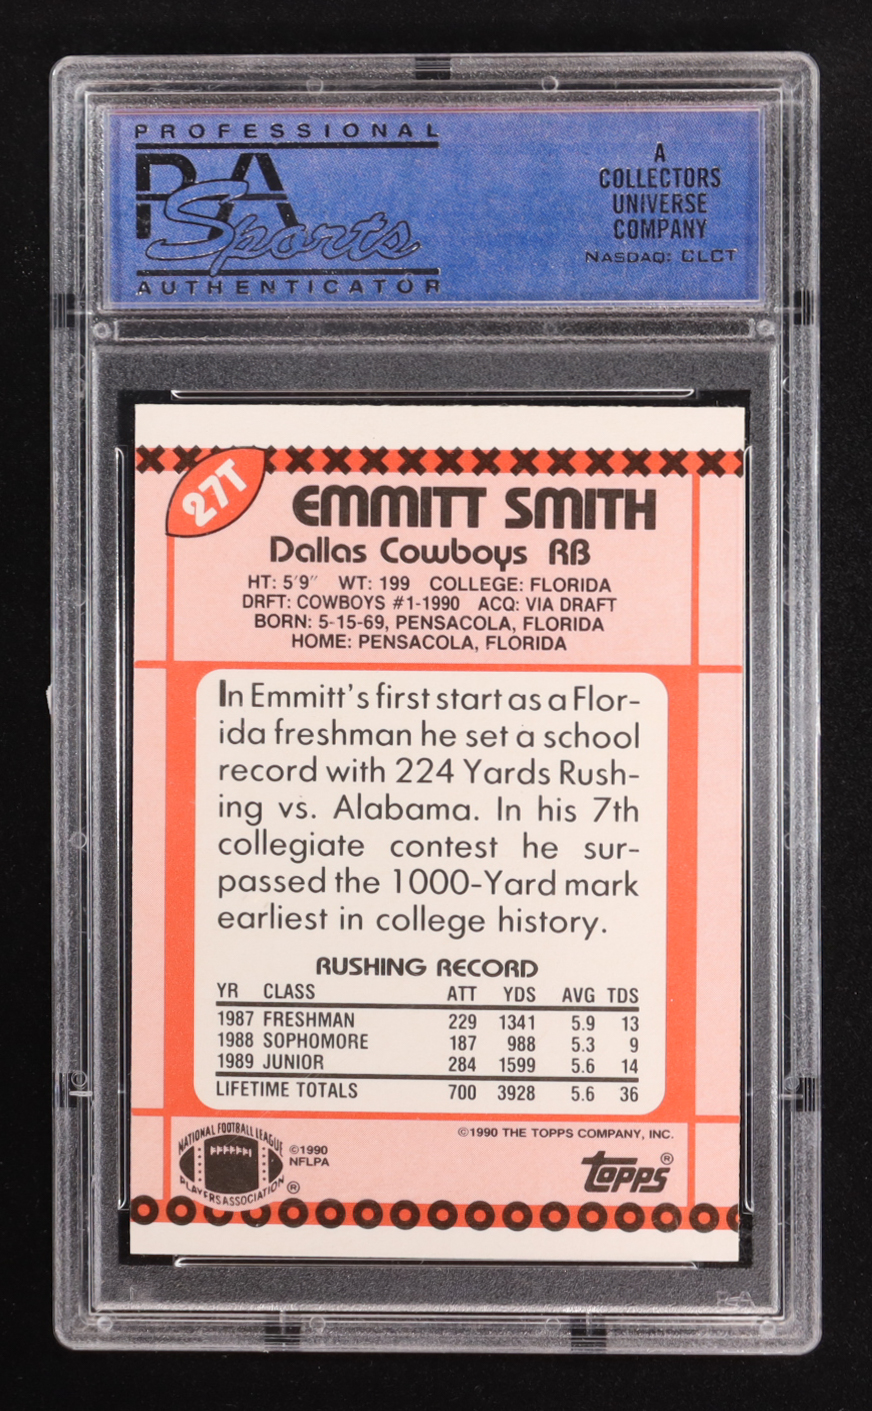 PROFESSIONAL
PSA
Sports
AUTHENTICATOR
A
COLLECTORS
UNIVERSE
COMPANY
NASDAQ: CLCT
27T
EMMITT SMITH
Dallas Cowboys RB
HT: 5'9" WT: 199 COLLEGE: FLORIDA
DRFT: COWBOYS #1-1990 ACQ: VIA DRAFT
BORN: 5-15-69, PENSACOLA, FLORIDA
HOME: PENSACOLA, FLORIDA
In Emmitt's first start as a Flor-
ida freshman he set a school
record with 224 Yards Rush-
ing vs. Alabama. In his 7th
collegiate contest he sur-
passed the 1000-Yard mark
earliest in college history.
RUSHING RECORD
YR CLASS ATT YDS AVG TDS
1987 FRESHMAN 229 1341 5.9 13
1988 SOPHOMORE 187 988 5.3 9
1989 JUNIOR 284 1599 5.6 14
LIFETIME TOTALS 700 3928 5.6 36
©1990 THE TOPPS COMPANY, INC.
NATIONAL FOOTBALL LEAGUE
PLAYERS ASSOCIATION ®
©1990
NFLPA
topps®
PSA